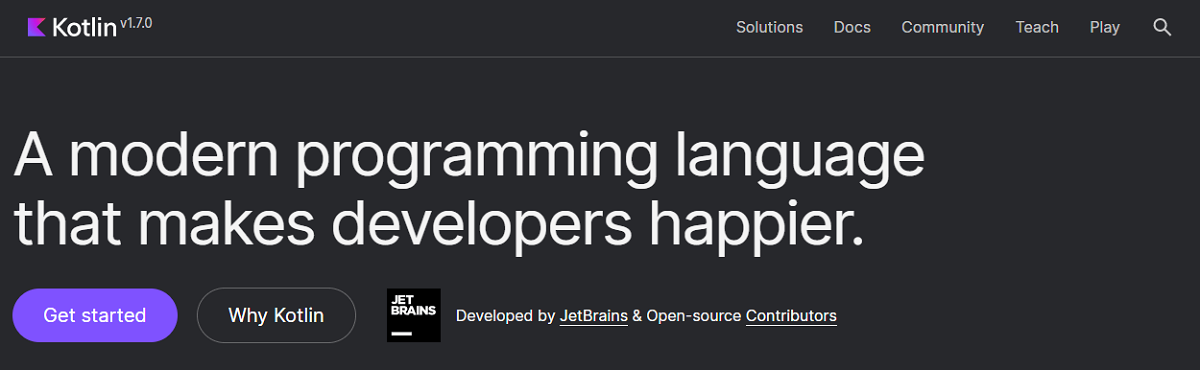 Kotlin v1.7.0
Solutions Docs Community Teach Play
A modern programming language
that makes developers happier.
Get started
Why Kotlin
JET
BRAINS
Developed by JetBrains & Open-source Contributors